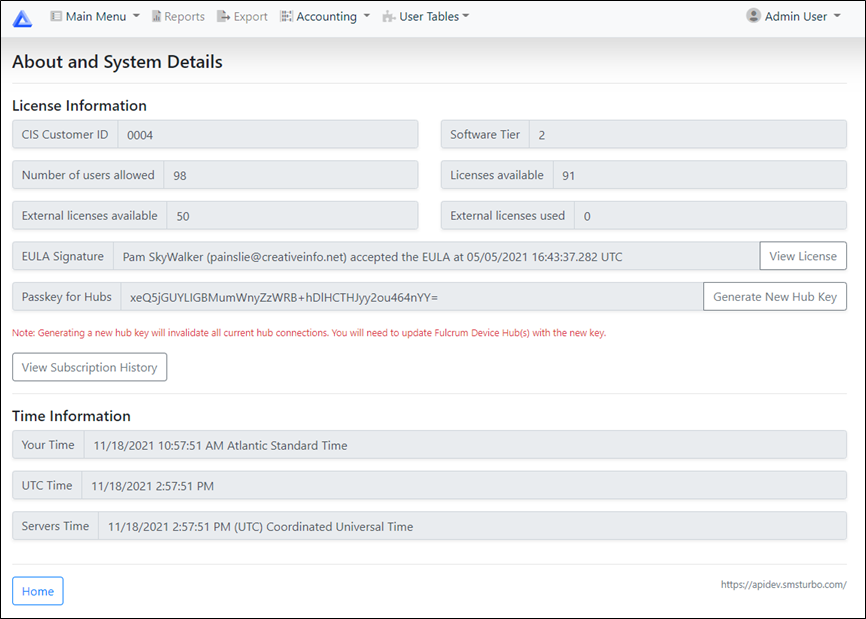 Main Menu Reports Export Accounting User Tables Admin User
About and System Details
License Information
CIS Customer ID 0004 Software Tier 2
Number of users allowed 98 Licenses available 91
External licenses available 50 External licenses used 0
EULA Signature Pam SkyWalker (painslie@creativeinfo.net) accepted the EULA at 05/05/2021 16:43:37.282 UTC View License
Passkey for Hubs xeQ5jGUYLIGBMumWnyZzWRB+hDlHCTHJyy2ou464nYY= Generate New Hub Key
Note: Generating a new hub key will invalidate all current hub connections. You will need to update Fulcrum Device Hub(s) with the new key.
View Subscription History
Time Information
Your Time 11/18/2021 10:57:51 AM Atlantic Standard Time
UTC Time 11/18/2021 2:57:51 PM
Servers Time 11/18/2021 2:57:51 PM (UTC) Coordinated Universal Time
Home https://apidev.smsturbo.com/